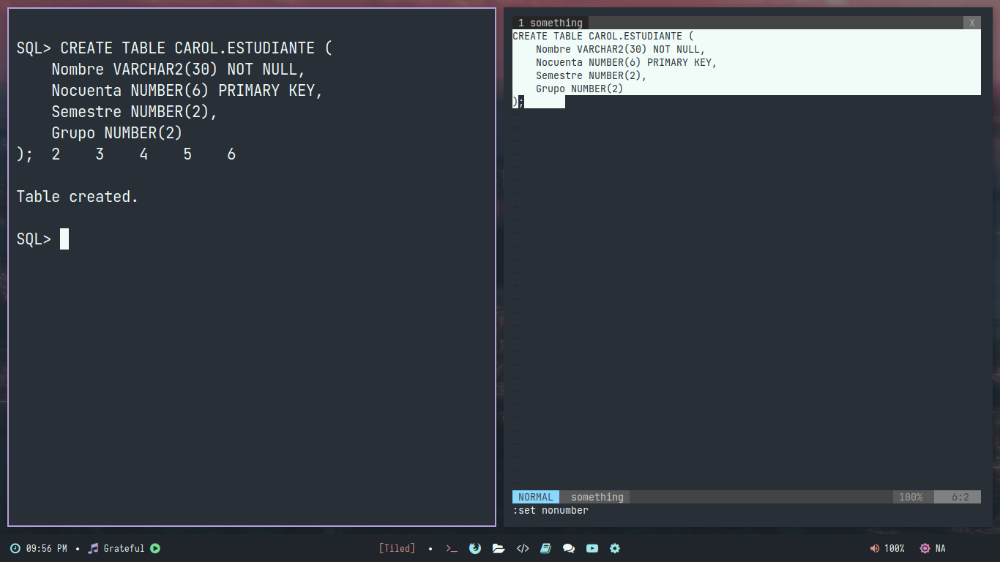 SQL> CREATE TABLE CAROL.ESTUDIANTE (
    Nombre VARCHAR2(30) NOT NULL,
    Nocuenta NUMBER(6) PRIMARY KEY,
    Semestre NUMBER(2),
    Grupo NUMBER(2)
);  2    3    4    5    6
Table created.
SQL>
1 something X
CREATE TABLE CAROL.ESTUDIANTE (
    Nombre VARCHAR2(30) NOT NULL,
    Nocuenta NUMBER(6) PRIMARY KEY,
    Semestre NUMBER(2),
    Grupo NUMBER(2)
);
NORMAL something 100% 6:2
:set nonumber
09:56 PM • Grateful [Tiled] • 100% NA